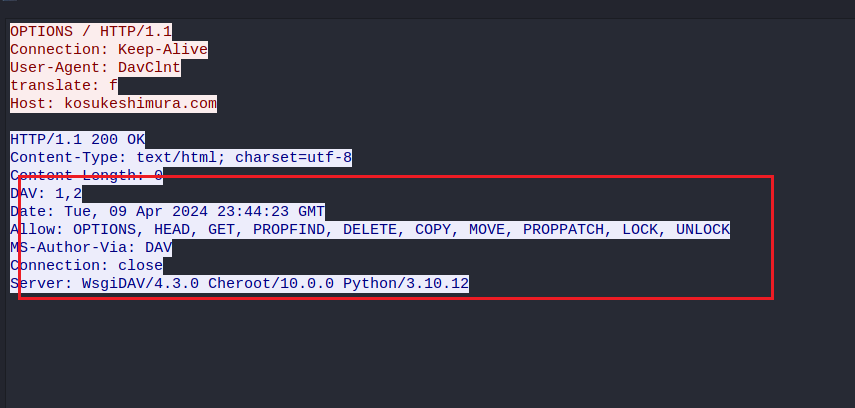 OPTIONS / HTTP/1.1
Connection: Keep-Alive
User-Agent: DavClnt
translate: f
Host: kosukeshimura.com
HTTP/1.1 200 OK
Content-Type: text/html; charset=utf-8
Content-Length: 0
DAV: 1,2
Date: Tue, 09 Apr 2024 23:44:23 GMT
Allow: OPTIONS, HEAD, GET, PROPFIND, DELETE, COPY, MOVE, PROPPATCH, LOCK, UNLOCK
MS-Author-Via: DAV
Connection: close
Server: WsgiDAV/4.3.0 Cheroot/10.0.0 Python/3.10.12